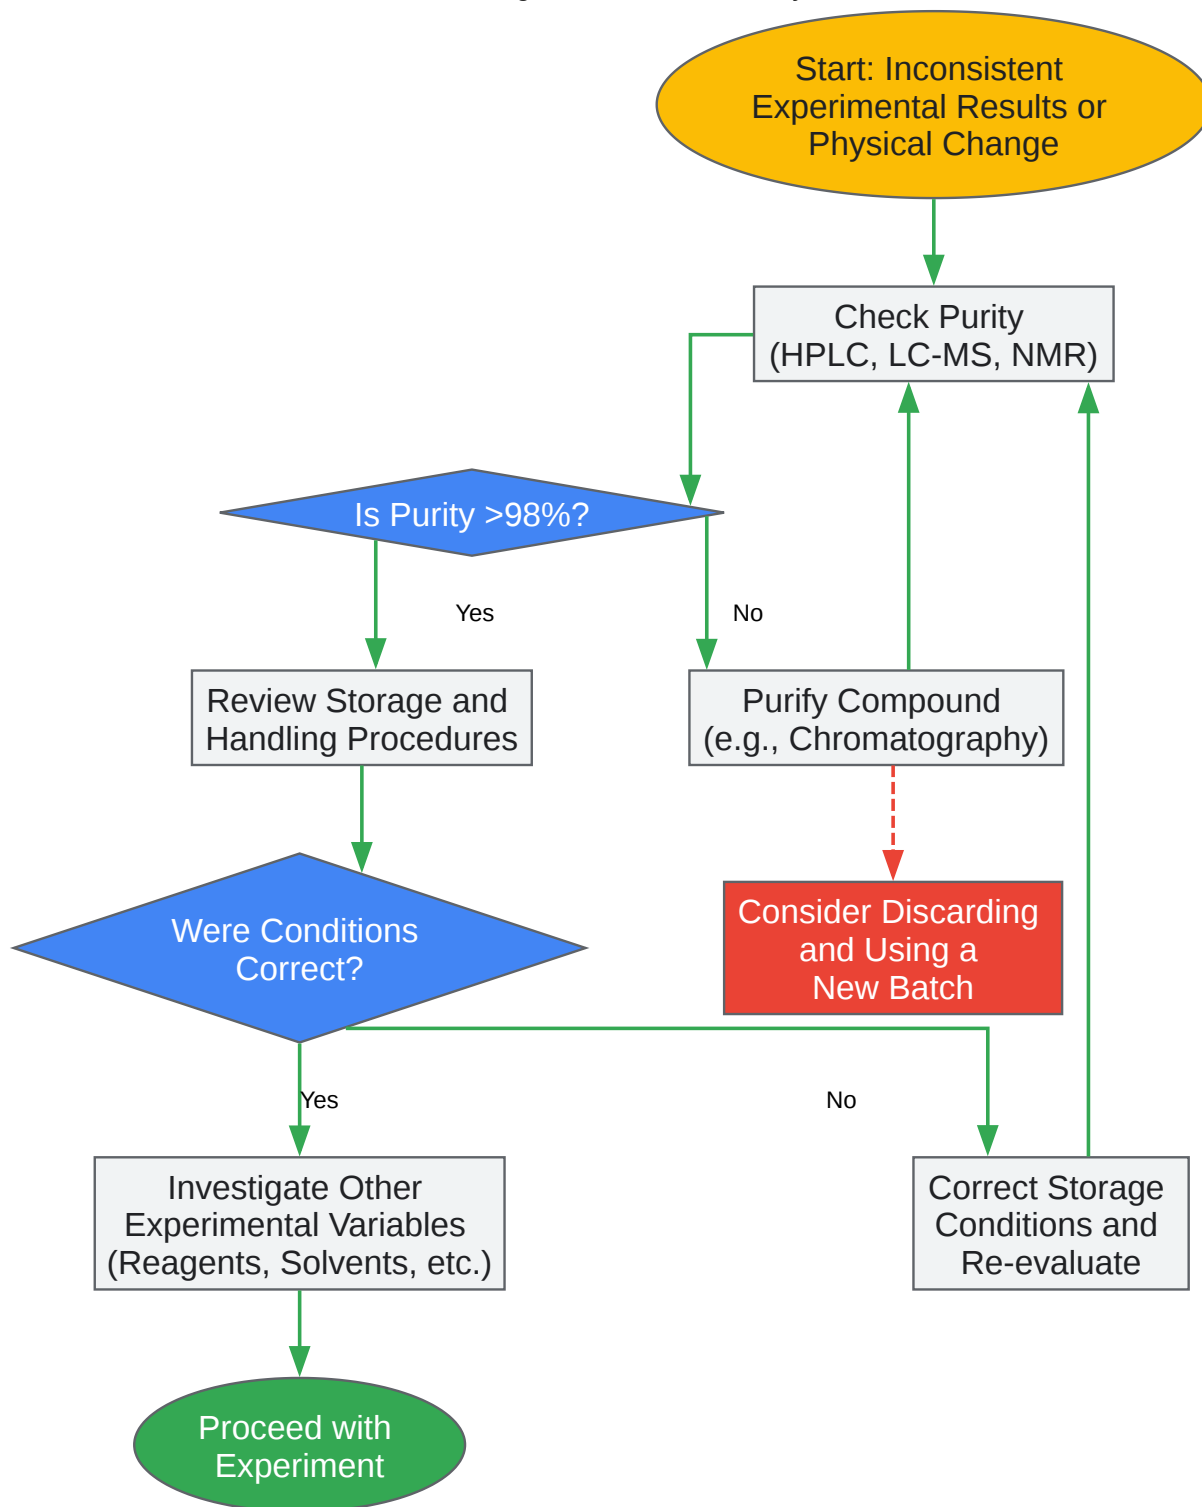 Start: Inconsistent
Experimental Results or
Physical Change
Check Purity
(HPLC, LC-MS, NMR)
Is Purity >98%?
Yes
No
Review Storage and
Handling Procedures
Purify Compound
(e.g., Chromatography)
Were Conditions
Correct?
Consider Discarding
and Using a
New Batch
Yes
No
Investigate Other
Experimental Variables
(Reagents, Solvents, etc.)
Correct Storage
Conditions and
Re-evaluate
Proceed with
Experiment